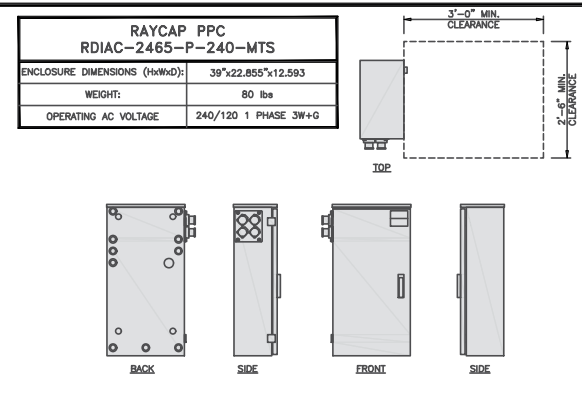 RAYCAP PPC
RDIAC-2465-P-240-MTS
ENCLOSURE DIMENSIONS (HxWxD): 39"x22.855"x12.593
WEIGHT: 80 lbs
OPERATING AC VOLTAGE 240/120 1 PHASE 3W+G
3'-0" MIN.
CLEARANCE
2'-6" MIN.
CLEARANCE
TOP
BACK
SIDE
FRONT
SIDE